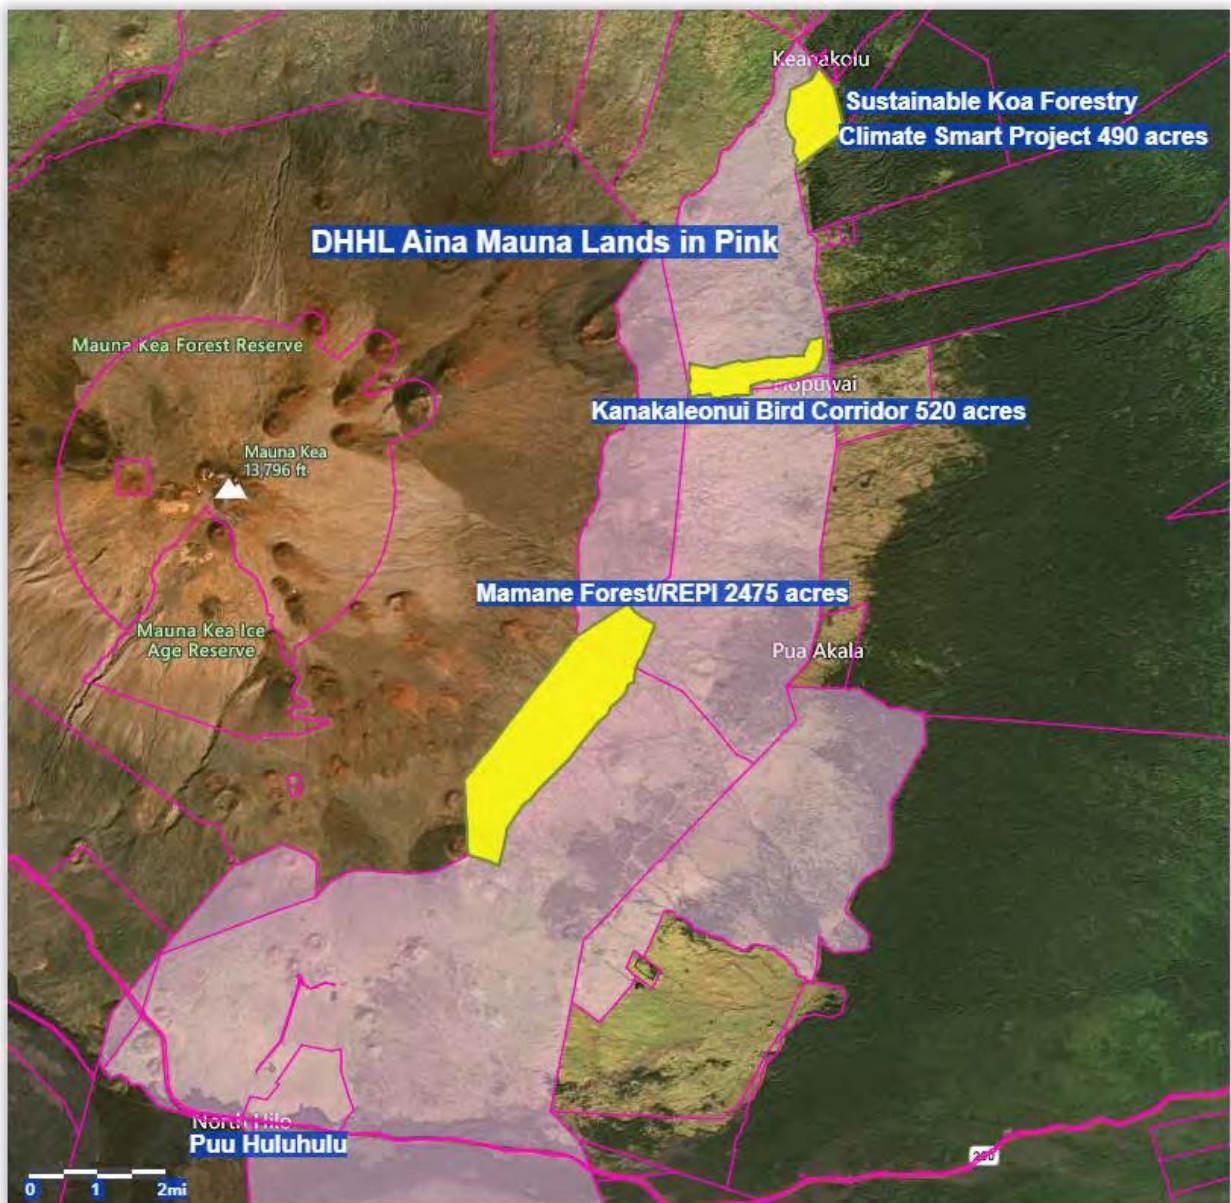 Keanakolu
Sustainable Koa Forestry
Climate Smart Project 490 acres
DHHL Aina Mauna Lands in Pink
Mauna Kea Forest Reserve
Hopuwai
Kanakaleonui Bird Corridor 520 acres
Mauna Kea
13,796 ft
Mamane Forest/REPI 2475 acres
Mauna Kea Ice
Age Reserve
Pua Akala
North Hilo
Puu Huluhulu
200
0 1 2mi